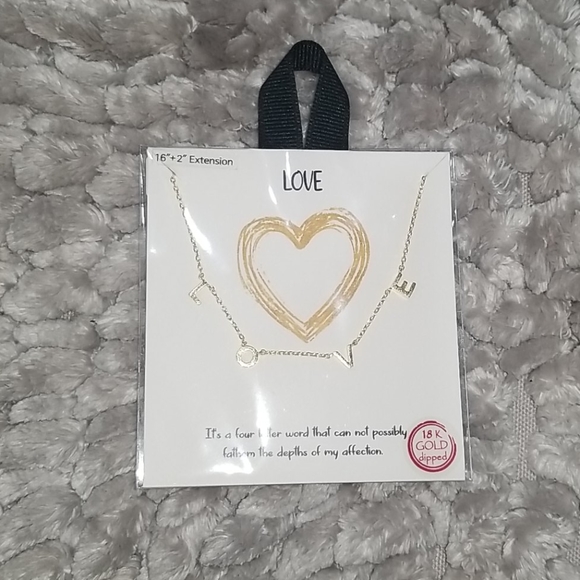 16"+2" Extension
LOVE
L
O
V
E
It's a four letter word that can not possibly
fathom the depths of my affection.
18 K
GOLD
dipped